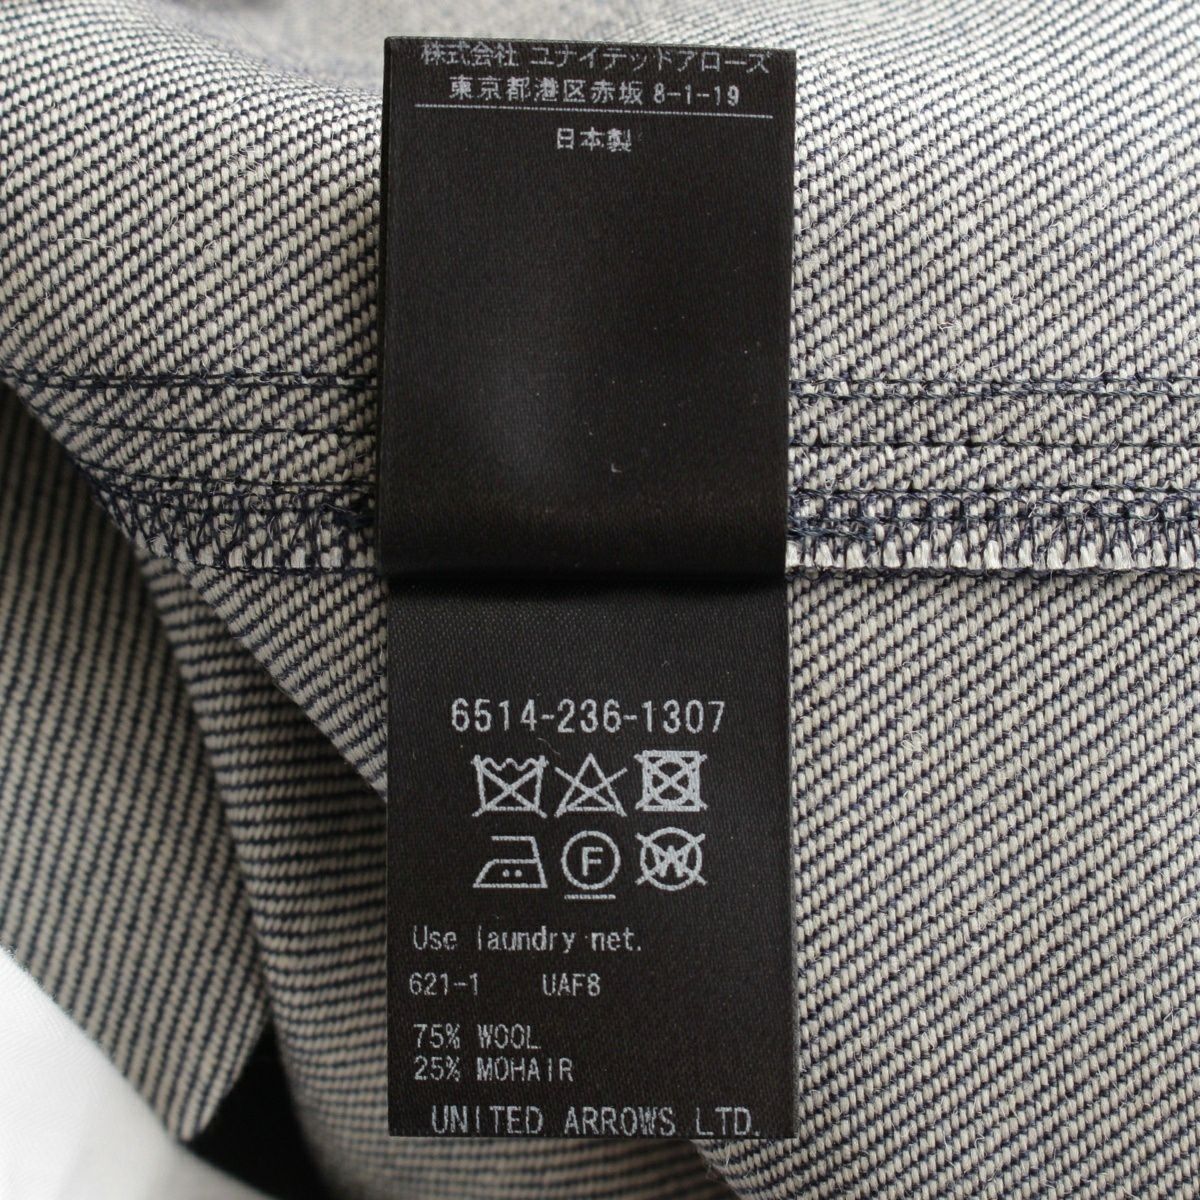 株式会社 ユナイテッドアローズ
東京都港区赤坂 8-1-19
日本製
6514-236-1307
F W
Use laundry net.
621-1 UAF8
75% WOOL
25% MOHAIR
UNITED ARROWS LTD.